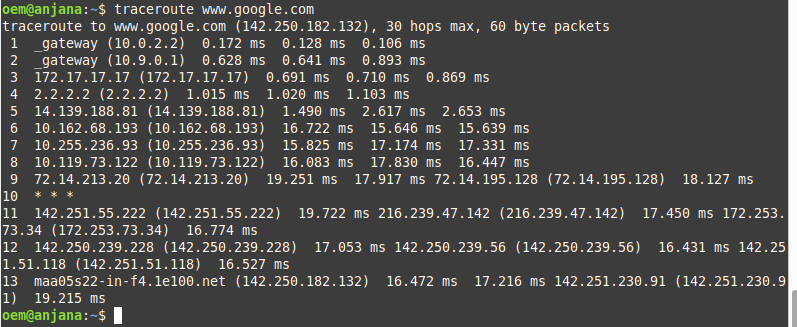 oem@anjana:~$ traceroute www.google.com
traceroute to www.google.com (142.250.182.132), 30 hops max, 60 byte packets
 1  _gateway (10.0.2.2)  0.172 ms  0.128 ms  0.106 ms
 2  _gateway (10.9.0.1)  0.628 ms  0.641 ms  0.893 ms
 3  172.17.17.17 (172.17.17.17)  0.691 ms  0.710 ms  0.869 ms
 4  2.2.2.2 (2.2.2.2)  1.015 ms  1.020 ms  1.103 ms
 5  14.139.188.81 (14.139.188.81)  1.490 ms  2.617 ms  2.653 ms
 6  10.162.68.193 (10.162.68.193)  16.722 ms  15.646 ms  15.639 ms
 7  10.255.236.93 (10.255.236.93)  15.825 ms  17.174 ms  17.331 ms
 8  10.119.73.122 (10.119.73.122)  16.083 ms  17.830 ms  16.447 ms
 9  72.14.213.20 (72.14.213.20)  19.251 ms  17.917 ms 72.14.195.128 (72.14.195.128)  18.127 ms
10  * * *
11  142.251.55.222 (142.251.55.222)  19.722 ms 216.239.47.142 (216.239.47.142)  17.450 ms 172.253.
73.34 (172.253.73.34)  16.774 ms
12  142.250.239.228 (142.250.239.228)  17.053 ms 142.250.239.56 (142.250.239.56)  16.431 ms 142.25
1.51.118 (142.251.51.118)  16.527 ms
13  maa05s22-in-f4.1e100.net (142.250.182.132)  16.472 ms  17.216 ms 142.251.230.91 (142.251.230.9
1)  19.215 ms
oem@anjana:~$